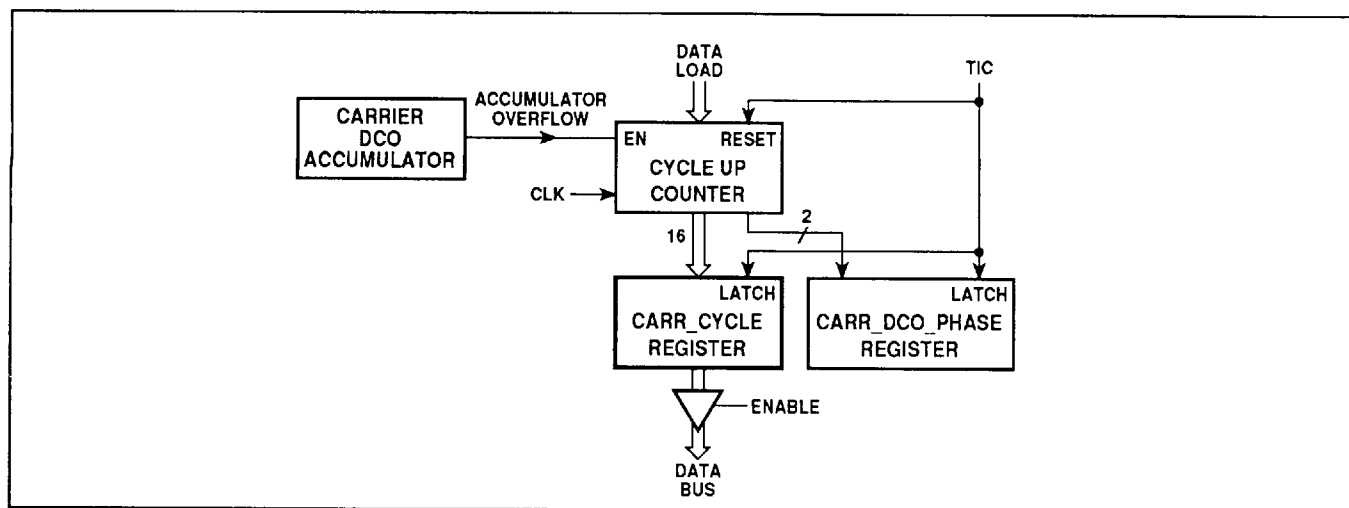 DATA
LOAD
TIC
ACCUMULATOR
OVERFLOW
CARRIER
DCO
ACCUMULATOR
EN
RESET
CYCLE UP
COUNTER
CLK
2
16
LATCH
CARR_CYCLE
REGISTER
LATCH
CARR_DCO_PHASE
REGISTER
ENABLE
DATA
BUS